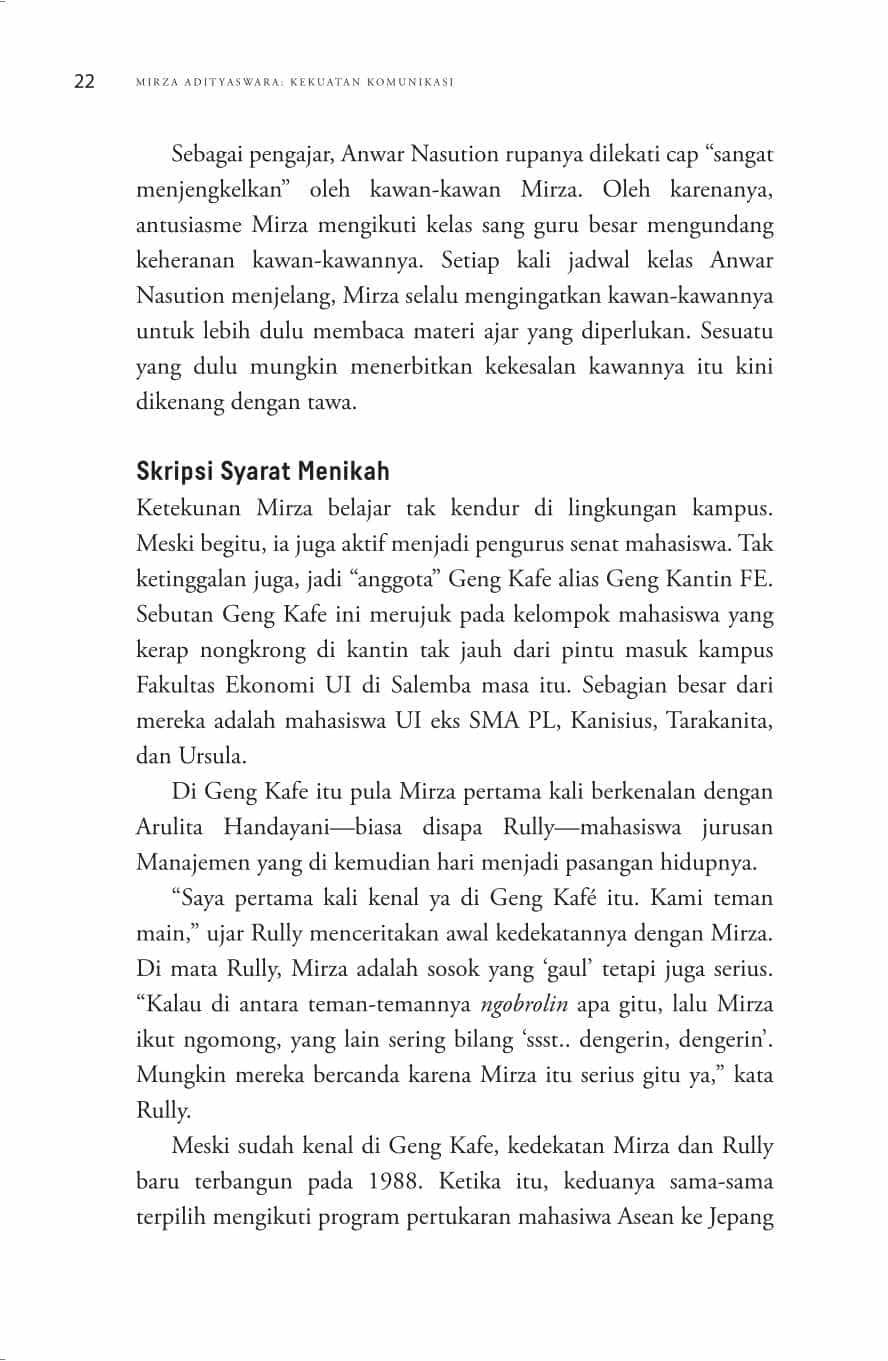 22 MIRZA ADITYASWARA: KEKUATAN KOMUNIKASI
Sebagai pengajar, Anwar Nasution rupanya dilekati cap “sangat
menjengkelkan” oleh kawan-kawan Mirza. Oleh karenanya,
antusiasme Mirza mengikuti kelas sang guru besar mengundang
keheranan kawan-kawannya. Setiap kali jadwal kelas Anwar
Nasution menjelang, Mirza selalu mengingatkan kawan-kawannya
untuk lebih dulu membaca materi ajar yang diperlukan. Sesuatu
yang dulu mungkin menerbitkan kekesalan kawannya itu kini
dikenang dengan tawa.
Skripsi Syarat Menikah
Ketekunan Mirza belajar tak kendur di lingkungan kampus.
Meski begitu, ia juga aktif menjadi pengurus senat mahasiswa. Tak
ketinggalan juga, jadi “anggota” Geng Kafe alias Geng Kantin FE.
Sebutan Geng Kafe ini merujuk pada kelompok mahasiswa yang
kerap nongkrong di kantin tak jauh dari pintu masuk kampus
Fakultas Ekonomi UI di Salemba masa itu. Sebagian besar dari
mereka adalah mahasiswa UI eks SMA PL, Kanisius, Tarakanita,
dan Ursula.
Di Geng Kafe itu pula Mirza pertama kali berkenalan dengan
Arulita Handayani—biasa disapa Rully—mahasiswa jurusan
Manajemen yang di kemudian hari menjadi pasangan hidupnya.
“Saya pertama kali kenal ya di Geng Kafé itu. Kami teman
main,” ujar Rully menceritakan awal kedekatannya dengan Mirza.
Di mata Rully, Mirza adalah sosok yang ‘gaul’ tetapi juga serius.
“Kalau di antara teman-temannya ngobrolin apa gitu, lalu Mirza
ikut ngomong, yang lain sering bilang ‘ssst.. dengerin, dengerin’.
Mungkin mereka bercanda karena Mirza itu serius gitu ya,” kata
Rully.
Meski sudah kenal di Geng Kafe, kedekatan Mirza dan Rully
baru terbangun pada 1988. Ketika itu, keduanya sama-sama
terpilih mengikuti program pertukaran mahasiwa Asean ke Jepang